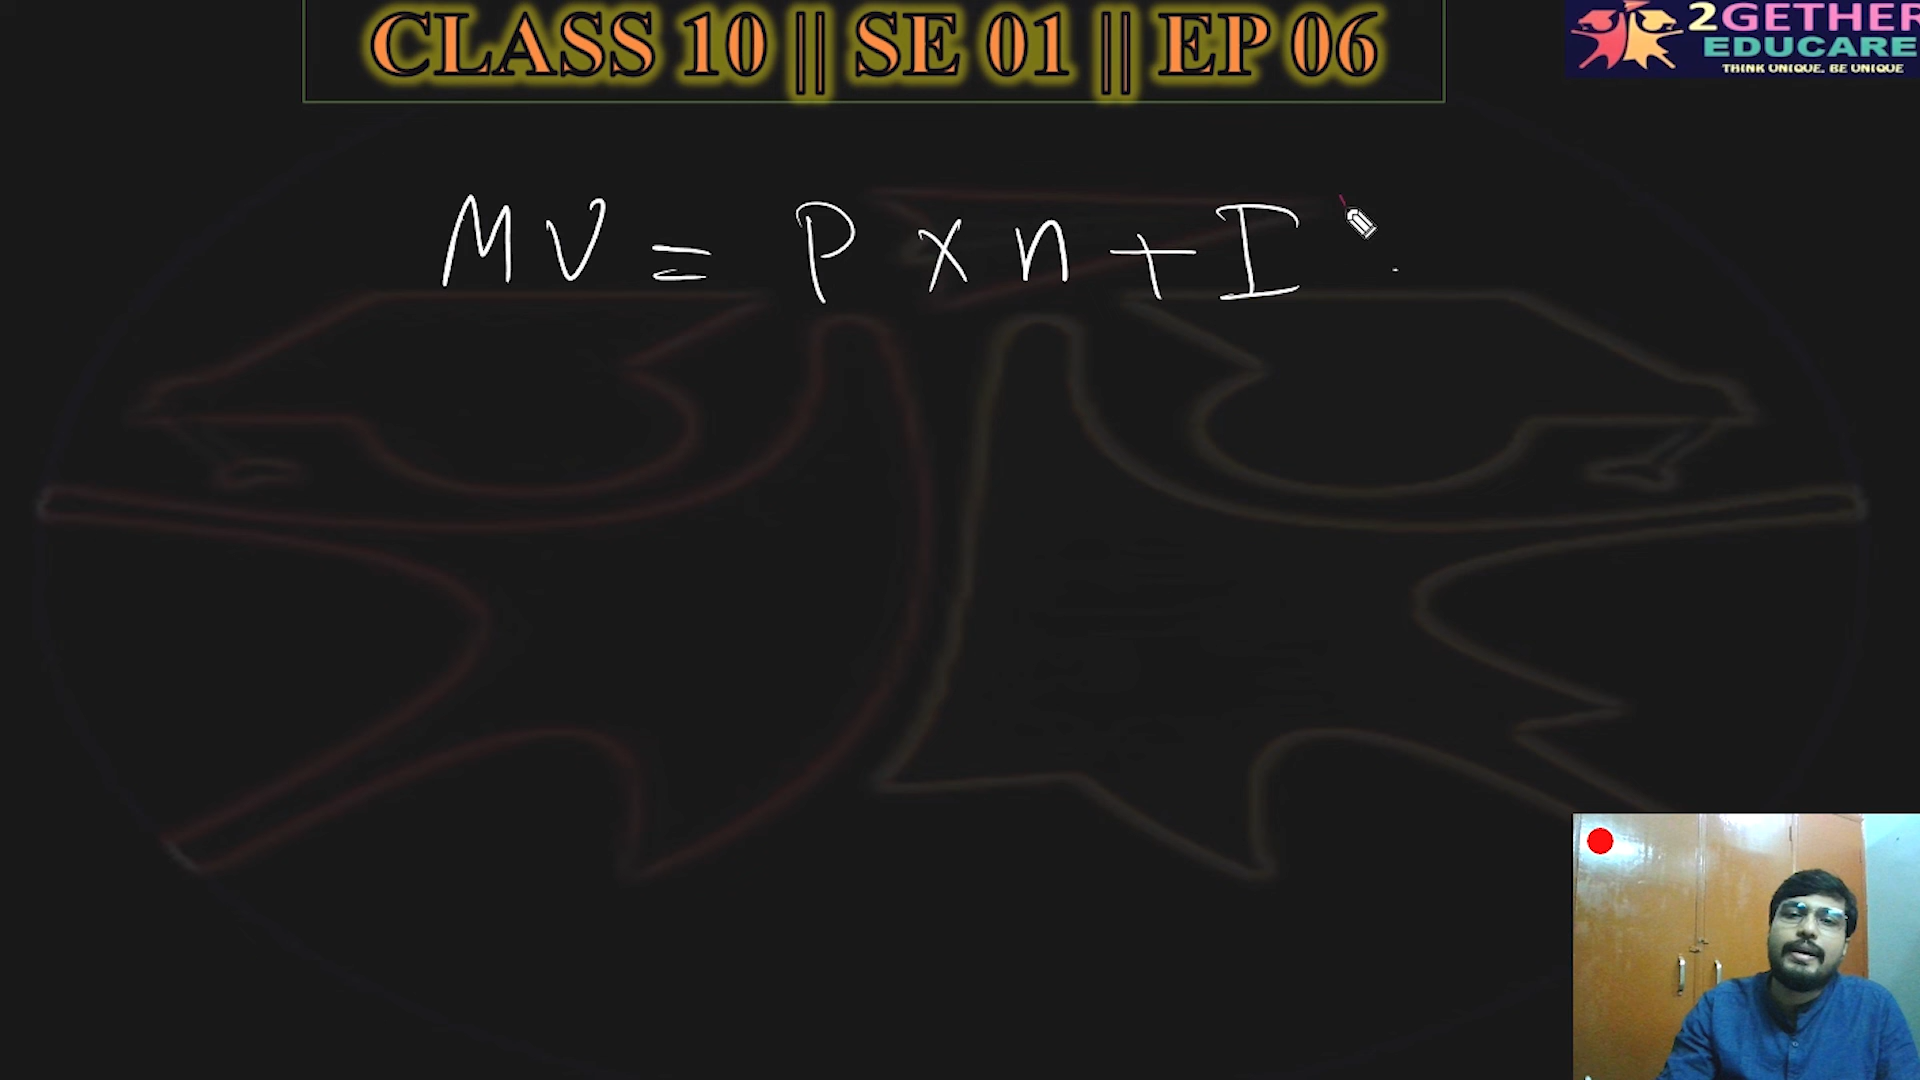 CLASS 10 || SE 01 || EP 06
2GETHER
EDUCARE
THINK UNIQUE, BE UNIQUE
MV = P x n + I